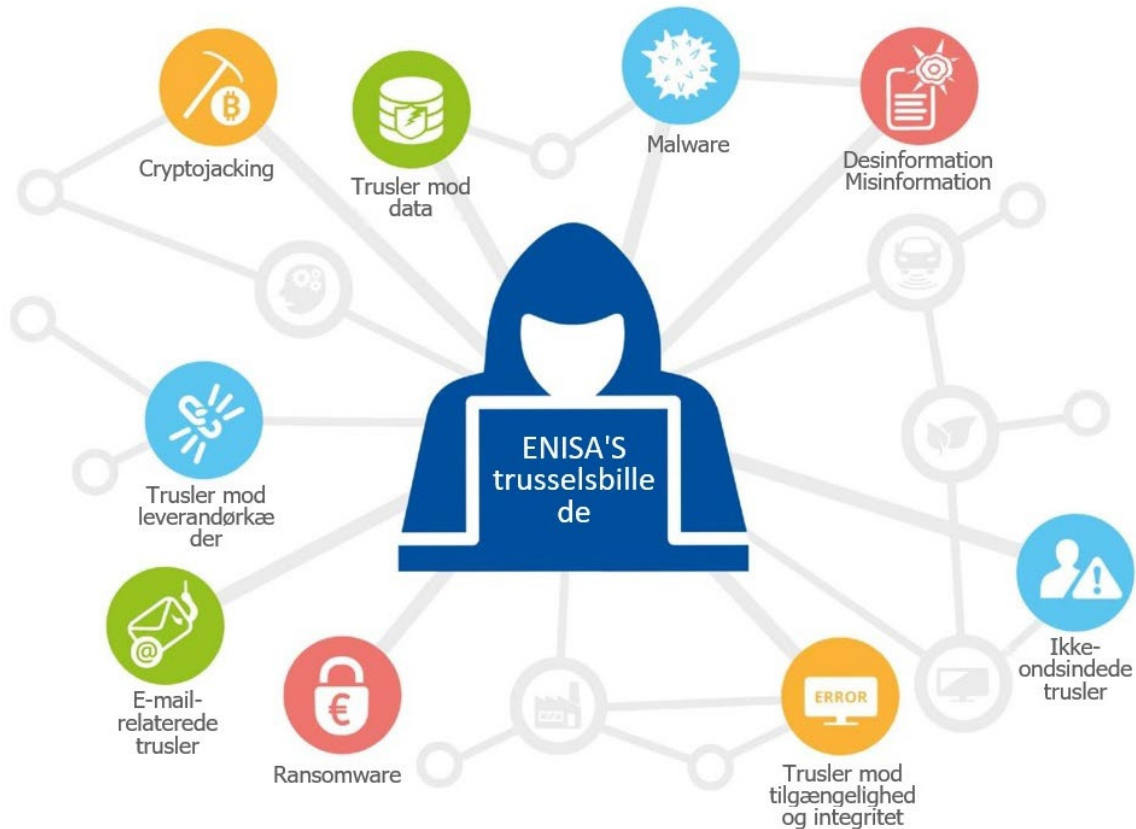 Cryptojacking
Trusler mod
data
Malware
Desinformation
Misinformation
ENISA'S
trusselsbille
de
Trusler mod
leverandørkæ
der
E-mail-
relaterede
trusler
@
€
Ransomware
ERROR
Trusler mod
tilgængelighed
og integritet
Ikke-
ondsindede
trusler